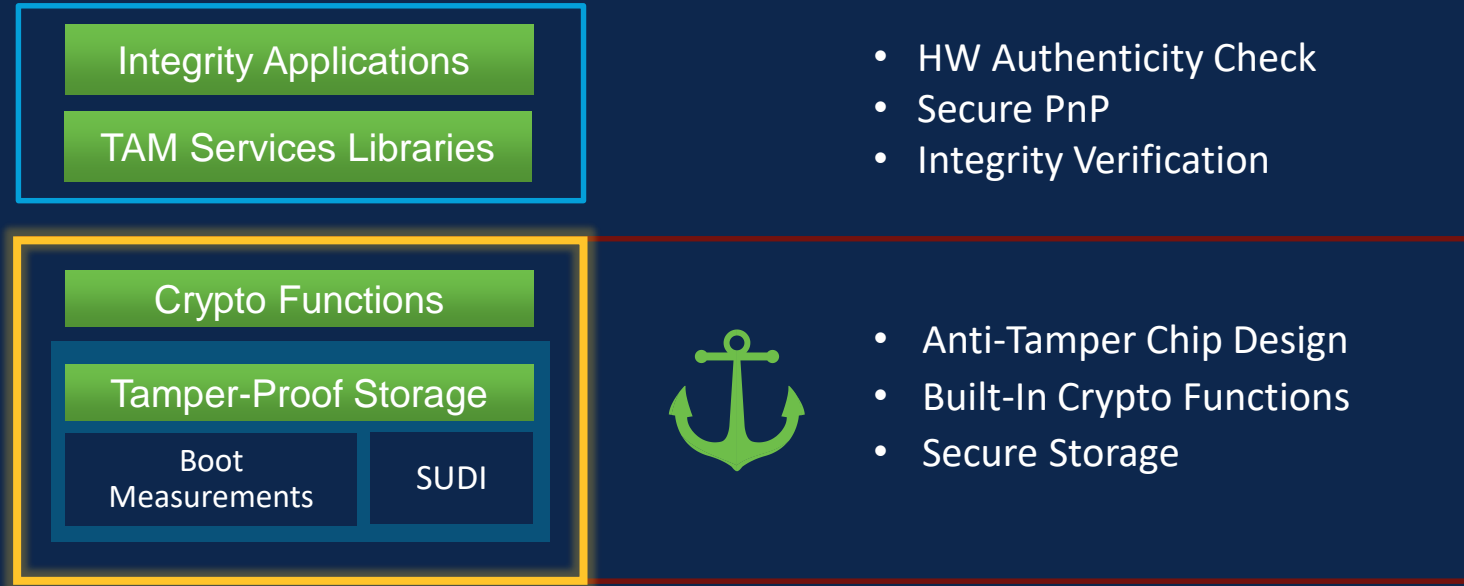 Integrity Applications
TAM Services Libraries
• HW Authenticity Check
• Secure PnP
• Integrity Verification
Crypto Functions
Tamper-Proof Storage
Boot
Measurements
SUDI
• Anti-Tamper Chip Design
• Built-In Crypto Functions
• Secure Storage